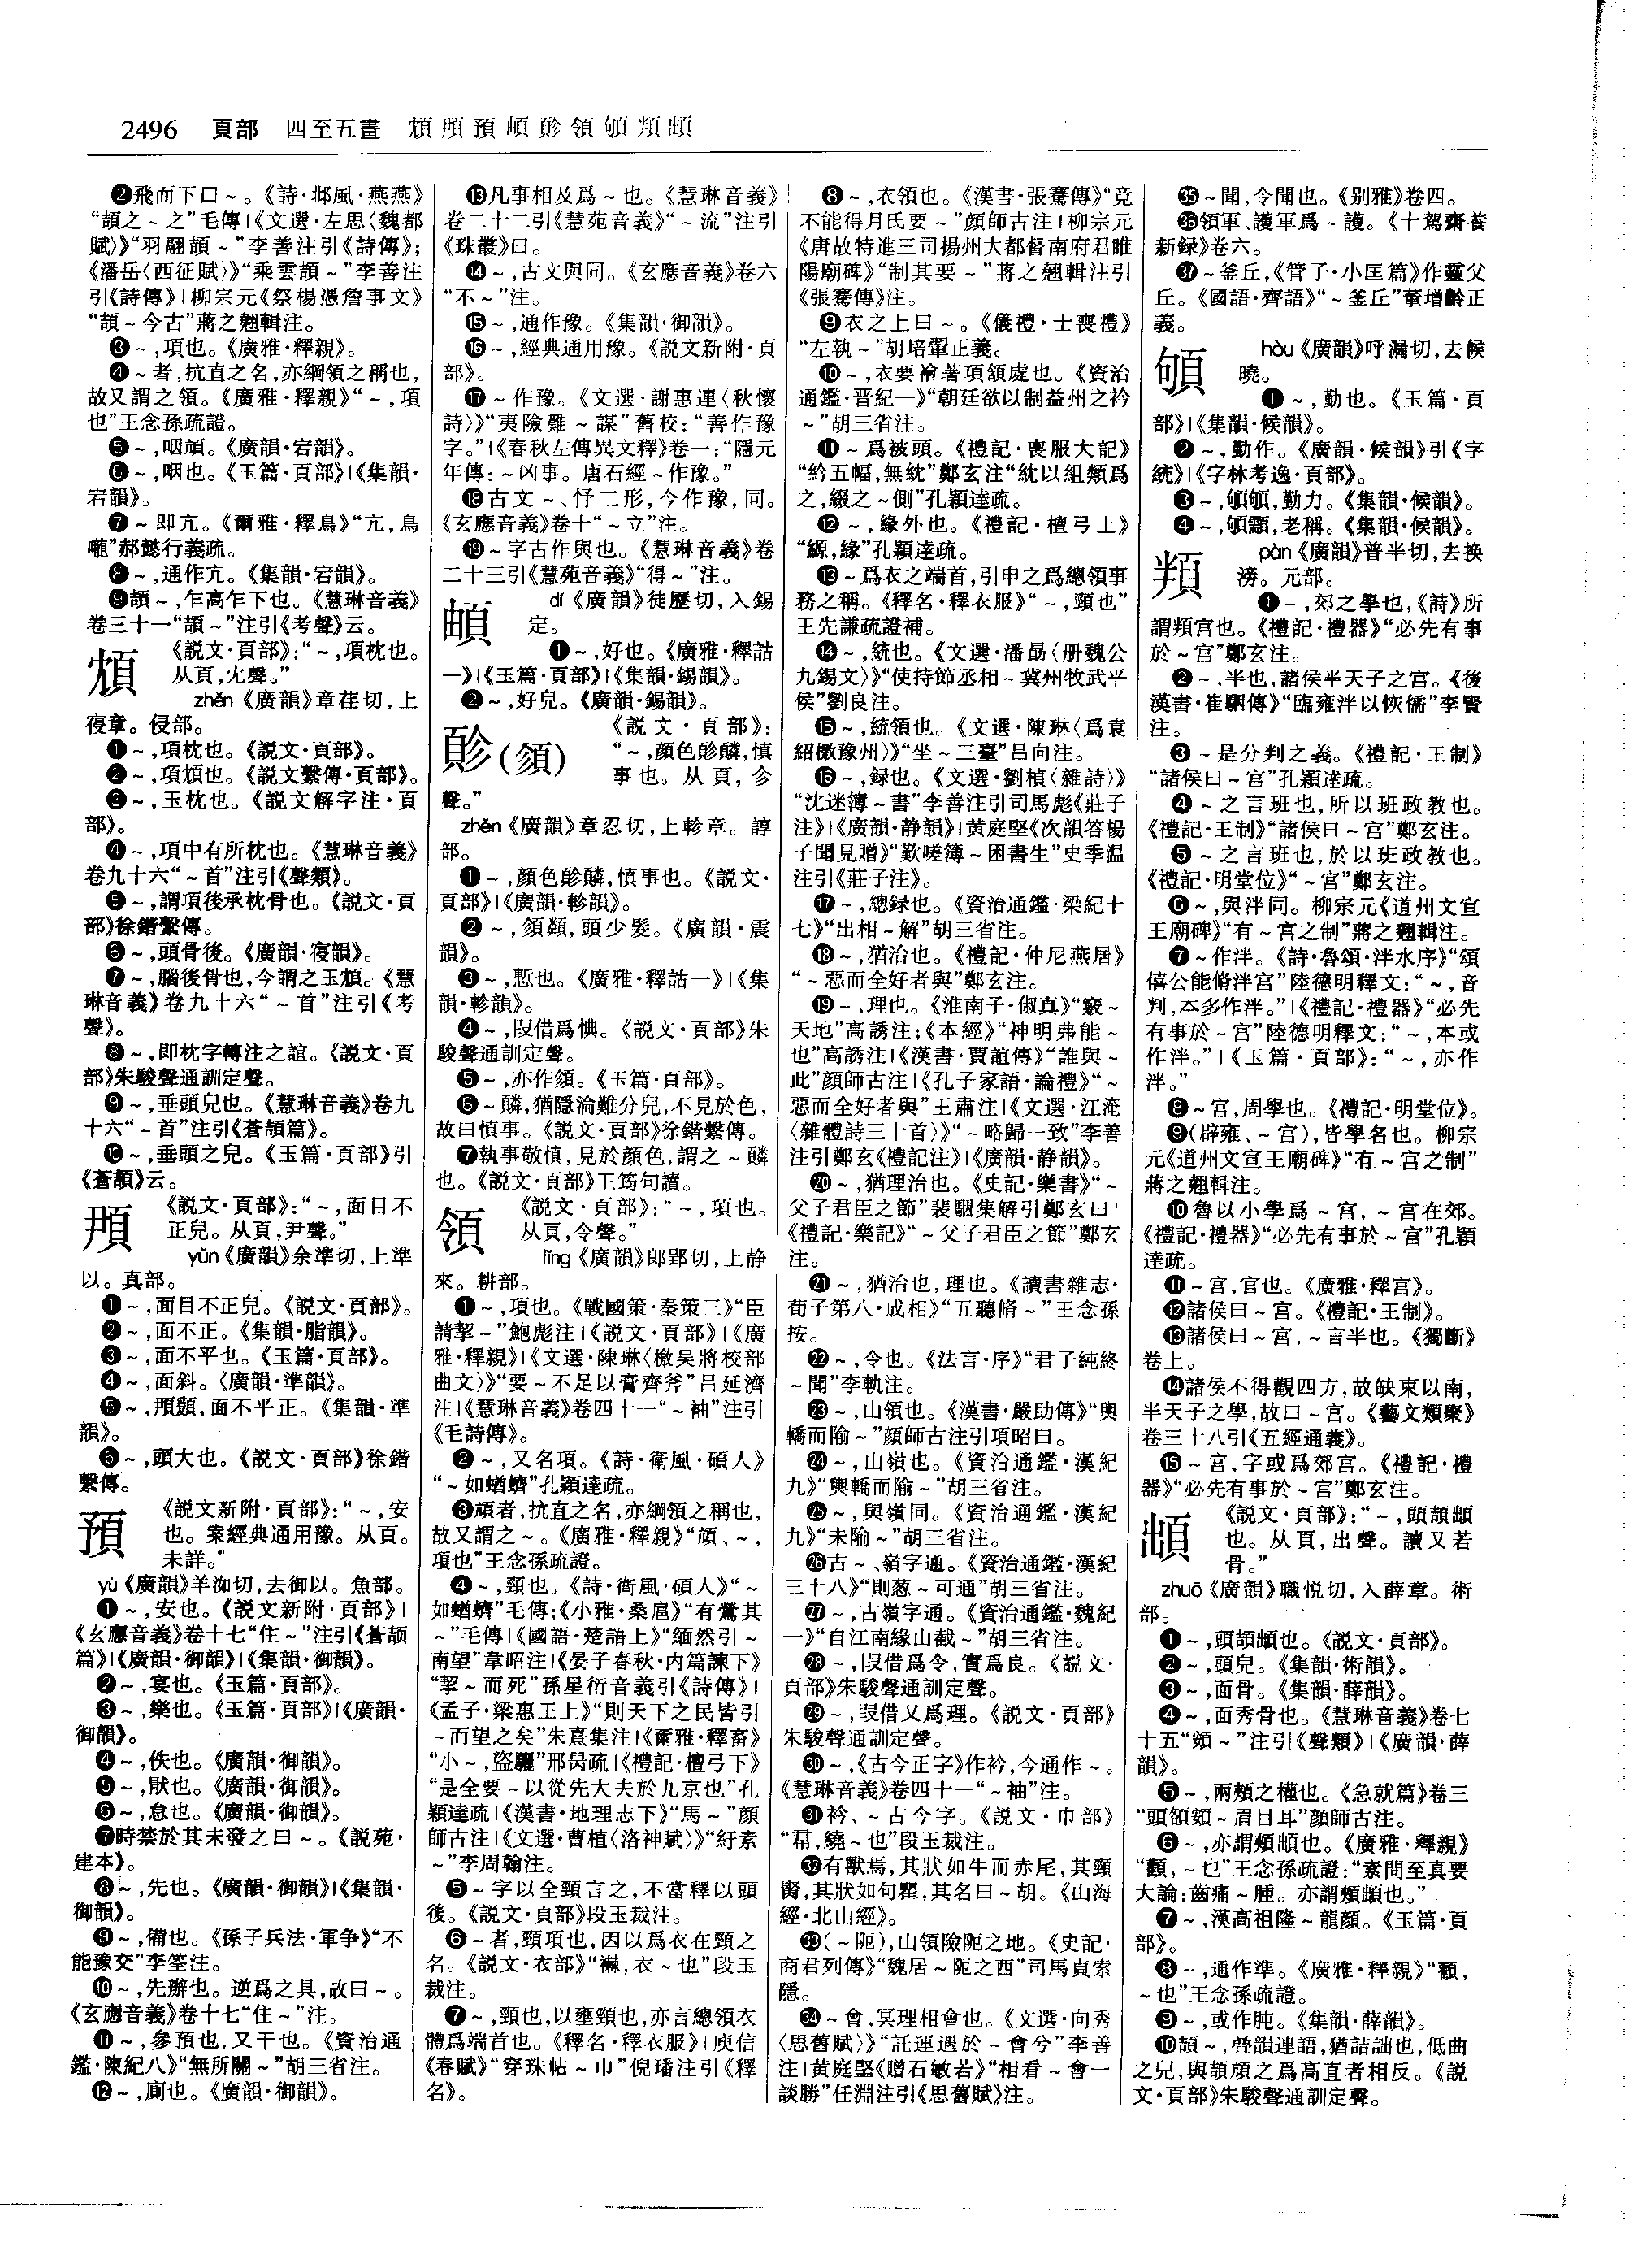 2496 頁部 四至五畫 煩頄預頔䪾領䪷頖頔
❷飛而下曰～。《詩·邶風·燕燕》
“頡之～之”毛傳|《文選·左思〈魏都
賦〉》“羽翮頡～”李善注引《詩傳》；
《潘岳〈西征賦〉》“乘雲頡～”李善注
引《詩傳》|柳宗元《祭楊憑詹事文》
“頡～今古”蔣之翹輯注。
❸～，項也。《廣雅·釋親》。
❹～者，抗直之名，亦綱領之稱也，
故又謂之領。《廣雅·釋親》“～，項
也”王念孫疏證。
❺～，咽頏。《廣韻·宕韻》。
❻～，咽也。《玉篇·頁部》|《集韻·
宕韻》。
❼～即亢。《爾雅·釋鳥》“亢，鳥
嚨”郝懿行義疏。
❽～，通作亢。《集韻·宕韻》。
❾頡～，乍高乍下也。《慧琳音義》
卷三十一“頡～”注引《考聲》云。
《説文·頁部》：“～，項枕也。
从頁，冘聲。”
zhěn《廣韻》章荏切，上
寑章。侵部。
❶～，項枕也。《説文·頁部》。
❷～，項煩也。《説文繫傳·頁部》。
❸～，玉枕也。《説文解字注·頁
部》。
❹～，項中有所枕也。《慧琳音義》
卷九十六“～首”注引《聲類》。
❺～，謂項後承枕骨也。《説文·頁
部》徐鍇繫傳。
❻～，頭骨後。《廣韻·寑韻》。
❼～，腦後骨也，今謂之玉頄。《慧
琳音義》卷九十六“～首”注引《考
聲》。
❽～，即枕字轉注之誼。《説文·頁
部》朱駿聲通訓定聲。
❾～，垂頭皃也。《慧琳音義》卷九
十六“～首”注引《蒼頡篇》。
❿～，垂頭之皃。《玉篇·頁部》引
《蒼頡》云。
《説文·頁部》：“～，面目不
正皃。从頁，尹聲。”
yǔn《廣韻》余準切，上準
以。真部。
❶～，面目不正皃。《説文·頁部》。
❷～，面不正。《集韻·脂韻》。
❸～，面不平也。《玉篇·頁部》。
❹～，面斜。《廣韻·準韻》。
❺～，面不平正。《集韻·準
韻》。
❻～，頭大也。《説文·頁部》徐鍇
繫傳。
預 《説文新附·頁部》：“～，安
也。案經典通用豫。从頁。
未詳。”
yù《廣韻》羊洳切，去御以。魚部。
❶～，安也。《説文新附·頁部》|
《玄應音義》卷十七“住～”注引《蒼頡
篇》|《廣韻·御韻》|《集韻·御韻》。
❷～，宴也。《玉篇·頁部》。
❸～，樂也。《玉篇·頁部》|《廣韻·
御韻》。
❹～，佚也。《廣韻·御韻》。
❺～，猒也。《廣韻·御韻》。
❻～，怠也。《廣韻·御韻》。
❼時禁於其未發之曰～。《説苑·
建本》。
❽～，先也。《廣韻·御韻》|《集韻·
御韻》。
❾～，備也。《孫子兵法·軍争》“不
能豫交”李筌注。
❿～，先辦也。逆爲之具，故曰～。
《玄應音義》卷十七“住～”注。
⓫～，參預也，又干也。《資治通
鑑·陳紀八》“無所關～”胡三省注。
⓬～，厠也。《廣韻·御韻》。
⓭凡事相及爲～也。《慧琳音義》
卷二十二引《慧苑音義》“～流”注引
《珠叢》曰。
⓮～，古文與同。《玄應音義》卷六
“不～”注。
⓯～，通作豫。《集韻·御韻》。
⓰～，經典通用豫。《説文新附·頁
部》。
⓱～作豫。《文選·謝惠連〈秋懷
詩〉》“夷險難～謀”舊校：“善作豫
字。”|《春秋左傳異文釋》卷一：“隱元
年傳：～凶事。唐石經～作豫。”
⓲古文～、忬二形，今作豫，同。
《玄應音義》卷十“～立”注。
⓳～字古作與也。《慧琳音義》卷
二十三引《慧苑音義》“得～”注。
頔 dí《廣韻》徒歷切，入錫
定。
❶～，好也。《廣雅·釋詁
一》|《玉篇·頁部》|《集韻·錫韻》。
❷～，好皃。《廣韻·錫韻》。
《説文·頁部》：
“～，顔色㐱䫰，慎
事也。从頁，㐱
聲。”
zhěn《廣韻》章忍切，上軫章。諄
部。
❶～，顔色䫰，慎事也。《説文·
頁部》|《廣韻·軫韻》。
❷～，頭少髮。《廣韻·震
韻》。
❸～，慙也。《廣雅·釋詁一》|《集
韻·軫韻》。
❹～，叚借爲㥏。《説文·頁部》朱
駿聲通訓定聲。
❺～，亦作須。《玉篇·頁部》。
❻～䫰，猶隱淪難分皃，不見於色，
故曰慎事。《説文·頁部》徐鍇繫傳。
❼執事敬慎，見於顔色，謂之～䫰
也。《説文·頁部》王筠句讀。
領 《説文·頁部》：“～，項也。
从頁，令聲。”
lǐng《廣韻》郎郢切，上静
來。耕部。
❶～，項也。《戰國策·秦策三》“臣
請挈～”鮑彪注|《説文·頁部》|《廣
雅·釋親》|《文選·陳琳〈檄吴將校部
曲文〉》“要～不足以膏齊斧”吕延濟
注|《慧琳音義》卷四十一“～袖”注引
《毛詩傳》。
❷～，又名項。《詩·衛風·碩人》
“～如蝤蠐”孔穎達疏。
❸頏者，抗直之名，亦綱領之稱也，
故又謂之～。《廣雅·釋親》“頏、～，
項也”王念孫疏證。
❹～，頸也。《詩·衛風·碩人》“～
如蝤蠐”毛傳；《小雅·桑扈》“有鶯其
～”毛傳|《國語·楚語上》“緬然引～
南望”韋昭注|《晏子春秋·内篇諫下》
“挈～而死”孫星衍音義引《詩傳》|
《孟子·梁惠王上》“則天下之民皆引
～而望之矣”朱熹集注|《爾雅·釋畜》
“小～，盜驪”邢昺疏|《禮記·檀弓下》
“是全要～以從先大夫於九京也”孔
穎達疏|《漢書·地理志下》“馬～”顔
師古注|《文選·曹植〈洛神賦〉》“紆素
～”李周翰注。
❺～字以全頸言之，不當釋以頭
後。《説文·頁部》段玉裁注。
❻～者，頸項也，因以爲衣在頸之
名。《説文·衣部》“襋，衣～也”段玉
裁注。
❼～，頸也，以壅頸也，亦言總領衣
體爲端首也。《釋名·釋衣服》|庾信
《春賦》“穿珠帖～巾”倪璠注引《釋
名》。
❽～，衣領也。《漢書·張騫傳》“竟
不能得月氏要～”顔師古注|柳宗元
《唐故特進三司揚州大都督南府君睢
陽廟碑》“制其要～”蔣之翹輯注引
《張騫傳》注。
❾衣之上曰～。《儀禮·士喪禮》
“左執～”胡培翬正義。
❿～，衣要襘著項領處也。《資治
通鑑·晋紀一》“朝廷欲以制益州之衿
～”胡三省注。
⓫～爲被頭。《禮記·喪服大記》
“紟五幅，無紞”鄭玄注“紞以組類爲
之，綴之～側”孔穎達疏。
⓬～，緣外也。《禮記·檀弓上》
“縓，緣”孔穎達疏。
⓭～爲衣之端首，引申之爲總領事
務之稱。《釋名·釋衣服》“～，頸也”
王先謙疏證補。
⓮～，統也。《文選·潘勗〈册魏公
九錫文〉》“使持節丞相～冀州牧武平
侯”劉良注。
⓯～，統領也。《文選·陳琳〈爲袁
紹檄豫州〉》“坐～三臺”吕向注。
⓰～，録也。《文選·劉楨〈雜詩〉》
“沈迷簿～書”李善注引司馬彪《莊子
注》|《廣韻·静韻》|黄庭堅《次韻答楊
子聞見贈》“歎嗟簿～困書生”史季温
注引《莊子注》。
⓱～，總録也。《資治通鑑·梁紀十
七》“出相～解”胡三省注。
⓲～，猶治也。《禮記·仲尼燕居》
“～惡而全好者與”鄭玄注。
⓳～，理也。《淮南子·俶真》“竅～
天地”高誘注；《本經》“神明弗能～
也”高誘注|《漢書·賈誼傳》“誰與～
此”顔師古注|《孔子家語·論禮》“～
惡而全好者與”王肅注|《文選·江淹
〈雜體詩三十首〉》“～略歸一致”李善
注引鄭玄《禮記注》|《廣韻·静韻》。
⓴～，猶理治也。《史記·樂書》“～
父子君臣之節”裴駰集解引鄭玄曰|
《禮記·樂記》“～父子君臣之節”鄭玄
注。
㉑～，猶治也，理也。《讀書雜志·
荀子第八·成相》“五聽脩～”王念孫
按。
㉒～，令也。《法言·序》“君子純終
～聞”李軌注。
㉓～，山領也。《漢書·嚴助傳》“輿
轎而隃～”顔師古注引項昭曰。
㉔～，山嶺也。《資治通鑑·漢紀
九》“輿轎而隃～”胡三省注。
㉕～，與嶺同。《資治通鑑·漢紀
九》“未隃～”胡三省注。
㉖古～、嶺字通。《資治通鑑·漢紀
三十八》“則葱～可通”胡三省注。
㉗～，古嶺字通。《資治通鑑·魏紀
一》“自江南緣山截～”胡三省注。
㉘～，叚借爲令，實爲良。《説文·
頁部》朱駿聲通訓定聲。
㉙～，叚借又爲理。《説文·頁部》
朱駿聲通訓定聲。
㉚～，《古今正字》作衿，今通作～。
《慧琳音義》卷四十一“～袖”注。
㉛衿、～古今字。《説文·巾部》
“帬，繞～也”段玉裁注。
㉜有獸焉，其狀如牛而赤尾，其頸
䏿，其狀如句瞿，其名曰～胡。《山海
經·北山經》。
㉝（～阨），山領險阨之地。《史記·
商君列傳》“魏居～阨之西”司馬貞索
隱。
㉞～會，冥理相會也。《文選·向秀
〈思舊賦〉》“託運遇於～會兮”李善
注|黄庭堅《贈石敏若》“相看～會一
談勝”任淵注引《思舊賦》注。
㉟～聞，令聞也。《别雅》卷四。
㊱領軍、護軍爲～護。《十駕齋養
新録》卷六。
㊲～釜丘，《管子·小匡篇》作靈父
丘。《國語·齊語》“～釜丘”董增齡正
義。
hòu《廣韻》呼漏切，去候
曉。
❶～，勤也。《玉篇·頁
部》|《集韻·候韻》。
❷～，勤作。《廣韻·候韻》引《字
統》|《字林考逸·頁部》。
❸～，勤力。《集韻·候韻》。
❹～，老稱。《集韻·候韻》。
頖 pàn《廣韻》普半切，去换
滂。元部。
❶～，郊之學也，《詩》所
謂頖宫也。《禮記·禮器》“必先有事
於～宫”鄭玄注。
❷～，半也，諸侯半天子之宫。《後
漢書·崔駰傳》“臨雍泮以恢儒”李賢
注。
❸～是分判之義。《禮記·王制》
“諸侯曰～宫”孔穎達疏。
❹～之言班也，所以班政教也。
《禮記·王制》“諸侯曰～宫”鄭玄注。
❺～之言班也，於以班政教也。
《禮記·明堂位》“～宫”鄭玄注。
❻～，與泮同。柳宗元《道州文宣
王廟碑》“有～宫之制”蔣之翹輯注。
❼～作泮。《詩·魯頌·泮水序》“頌
僖公能脩泮宫”陸德明釋文：“～，音
判，本多作泮。”|《禮記·禮器》“必先
有事於～宫”陸德明釋文：“～，本或
作泮。”|《玉篇·頁部》：“～，亦作
泮。”
❽～宫，周學也。《禮記·明堂位》。
❾（辟雍、～宫），皆學名也。柳宗
元《道州文宣王廟碑》“有～宫之制”
蔣之翹輯注。
❿魯以小學爲～宫，～宫在郊。
《禮記·禮器》“必先有事於～宫”孔穎
達疏。
⓫～宫，宫也。《廣雅·釋宫》。
⓬諸侯曰～宫。《禮記·王制》。
⓭諸侯曰～宫，～言半也。《獨斷》
卷上。
⓮諸侯不得觀四方，故缺東以南，
半天子之學，故曰～宫。《藝文類聚》
卷三十八引《五經通義》。
⓯～宫，字或爲郊宫。《禮記·禮
器》“必先有事於～宫”鄭玄注。
䪼 《説文·頁部》：“～，頭頡䪼
也。从頁，出聲。讀又若
骨。”
zhuō《廣韻》職悦切，入薛章。術
部。
❶～，頭頡䪼也。《説文·頁部》。
❷～，頭皃。《集韻·術韻》。
❸～，面骨。《集韻·薛韻》。
❹～，面秀骨也。《慧琳音義》卷七
十五“頞～”注引《聲類》|《廣韻·薛
韻》。
❺～，兩頰之權也。《急就篇》卷三
“頭頟頞～眉目耳”顔師古注。
❻～，亦謂頰䪼也。《廣雅·釋親》
“顴，～也”王念孫疏證：“素問至真要
大論：齒痛～腫。亦謂頰䪼也。”
❼～，漢高祖隆～龍顔。《玉篇·頁
部》。
❽～，通作準。《廣雅·釋親》“顴，
～也”王念孫疏證。
❾～，或作肫。《集韻·薛韻》。
❿頡～，疊韻連語，猶詰詘也，低曲
之皃，與頡頏之爲高直者相反。《説
文·頁部》朱駿聲通訓定聲。